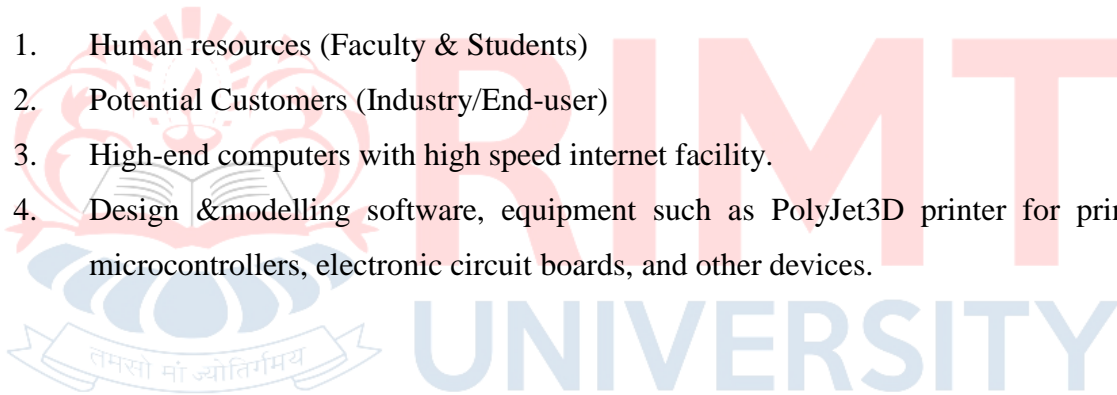 1. Human resources (Faculty & Students)
2. Potential Customers (Industry/End-user)
3. High-end computers with high speed internet facility.
4. Design &modelling software, equipment such as PolyJet3D printer for
microcontrollers, electronic circuit boards, and other devices.
RIMT
UNIVERSITY
तमसो मां ज्योतिर्गमय